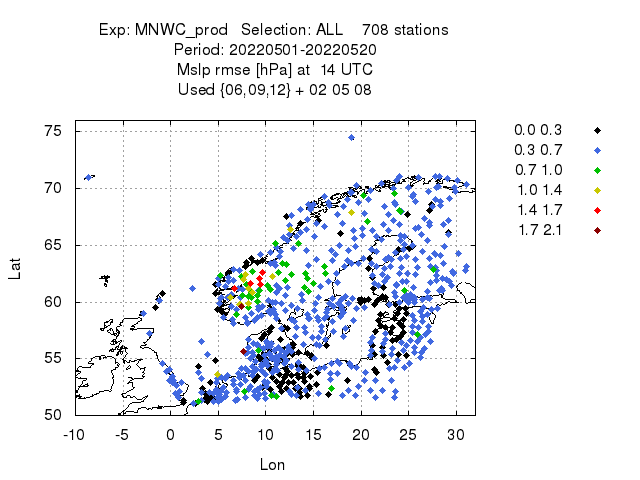 Exp: MNWC_prod   Selection: ALL    708 stations
Period: 20220501-20220520
Mslp rmse [hPa] at  14 UTC
Used {06,09,12} + 02 05 08
0.0 0.3
0.3 0.7
0.7 1.0
1.0 1.4
1.4 1.7
1.7 2.1
75
70
65
60
55
50
Lat
-10 -5 0 5 10 15 20 25 30
Lon